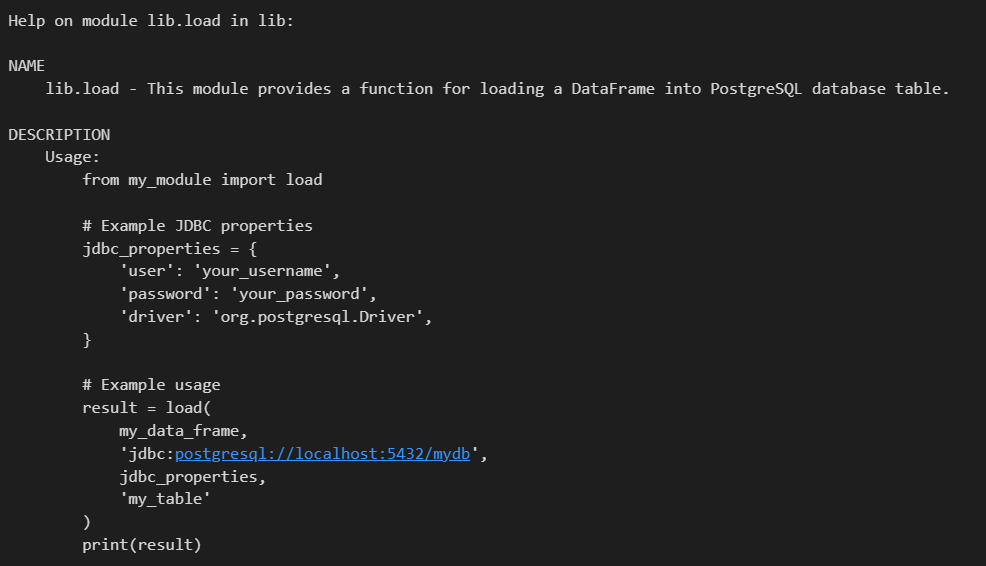 Help on module lib.load in lib:

NAME
    lib.load - This module provides a function for loading a DataFrame into PostgreSQL database table.

DESCRIPTION
    Usage:
        from my_module import load

        # Example JDBC properties
        jdbc_properties = {
            'user': 'your_username',
            'password': 'your_password',
            'driver': 'org.postgresql.Driver',
        }

        # Example usage
        result = load(
            my_data_frame,
            'jdbc:postgresql://localhost:5432/mydb',
            jdbc_properties,
            'my_table'
        )
        print(result)